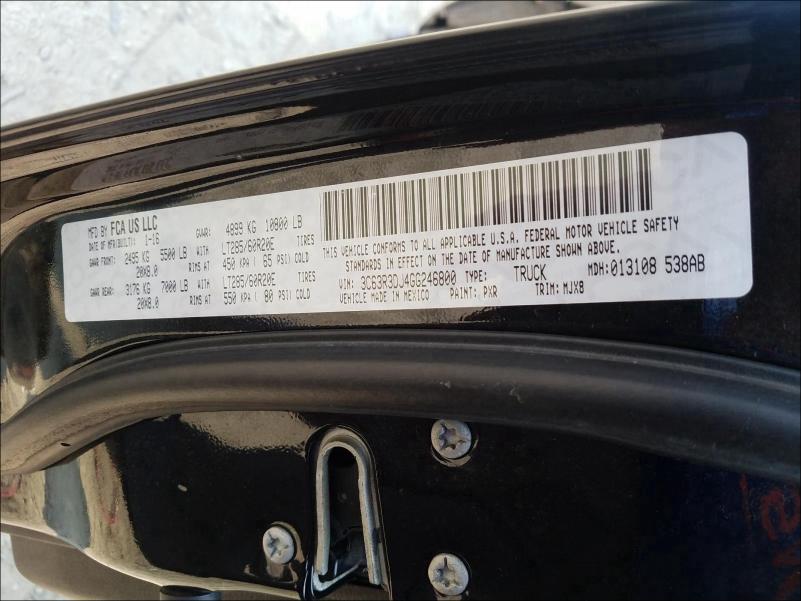 MFD BY FCA US LLC
DATE OF MFR/BUILT: 1-16 GVWR: 4899 KG 10800 LB
GAWR FRONT: 2495 KG 5500 LB WITH LT285/60R20E TIRES
20X8.0 RIMS AT 450 KPA ( 65 PSI) COLD
GAWR REAR: 3176 KG 7000 LB WITH LT285/60R20E TIRES
20X8.0 RIMS AT 550 KPA ( 80 PSI) COLD
THIS VEHICLE CONFORMS TO ALL APPLICABLE U.S.A. FEDERAL MOTOR VEHICLE SAFETY
STANDARDS IN EFFECT ON THE DATE OF MANUFACTURE SHOWN ABOVE.
VIN: 3C63R3DJ4GG246800 TYPE: TRUCK MDH: 013108 538AB
VEHICLE MADE IN MEXICO PAINT: PXR TRIM: MJX8